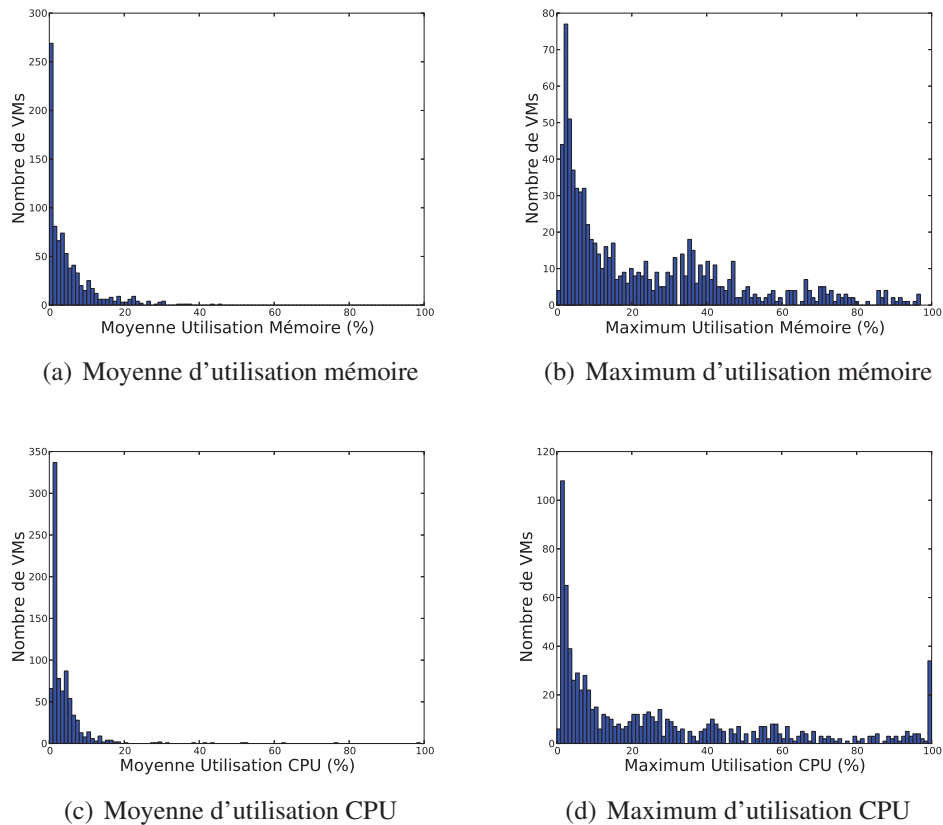 300
250
200
150
100
50
0
Nombre de VMs
0 20 40 60 80 100
Moyenne Utilisation Mémoire (%)
(a) Moyenne d'utilisation mémoire
80
70
60
50
40
30
20
10
0
Nombre de VMs
0 20 40 60 80 100
Maximum Utilisation Mémoire (%)
(b) Maximum d'utilisation mémoire
350
300
250
200
150
100
50
0
Nombre de VMs
0 20 40 60 80 100
Moyenne Utilisation CPU (%)
(c) Moyenne d'utilisation CPU
120
100
80
60
40
20
0
Nombre de VMs
0 20 40 60 80 100
Maximum Utilisation CPU (%)
(d) Maximum d'utilisation CPU